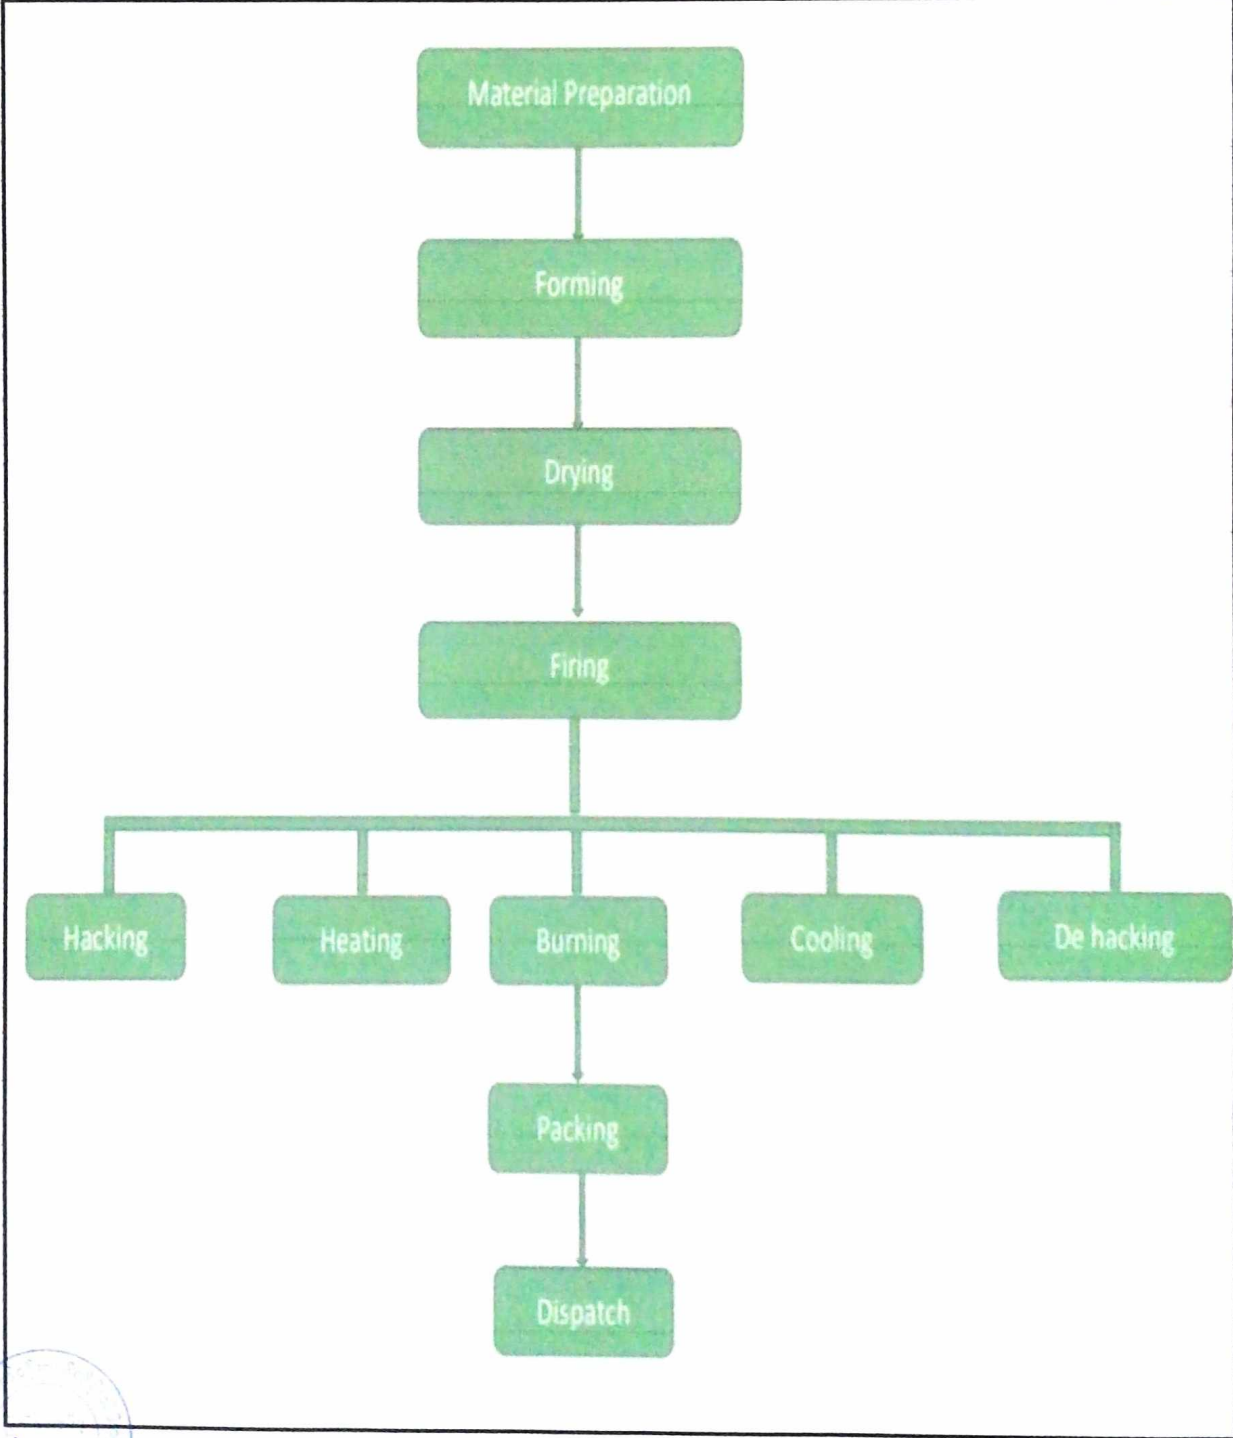 Material Preparation
Forming
Drying
Firing
Hacking
Heating
Burning
Cooling
De hacking
Packing
Dispatch